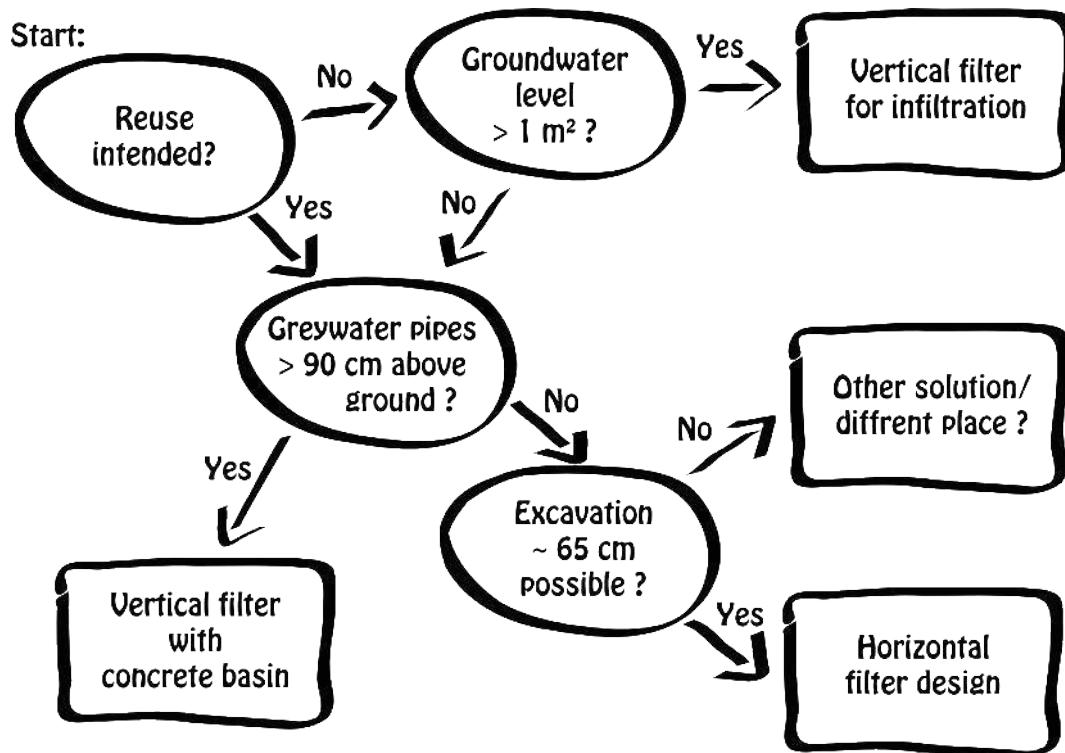 Start:
Reuse
intended?
No
Groundwater
level
> 1 m² ?
Yes
Vertical filter
for infiltration
Yes
No
Greywater pipes
> 90 cm above
ground ?
No
Yes
Vertical filter
with
concrete basin
Excavation
~ 65 cm
possible ?
No
Other solution/
diffrent place ?
Yes
Horizontal
filter design